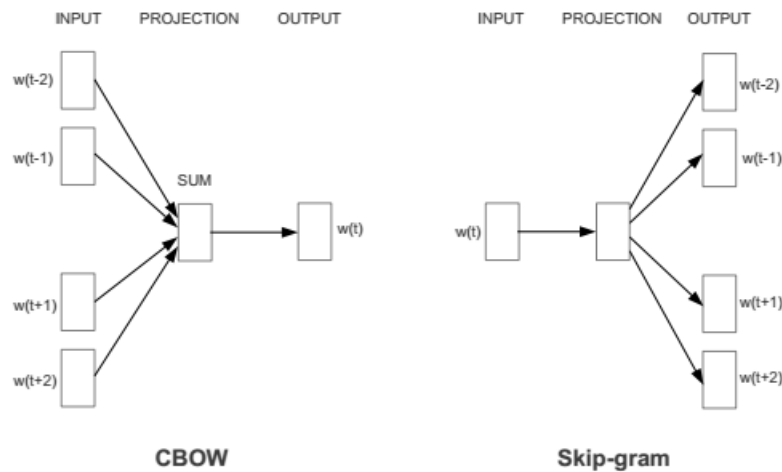 INPUT PROJECTION OUTPUT
w(t-2)
w(t-1)
SUM
w(t)
w(t+1)
w(t+2)
CBOW
INPUT PROJECTION OUTPUT
w(t-2)
w(t-1)
w(t)
w(t+1)
w(t+2)
Skip-gram